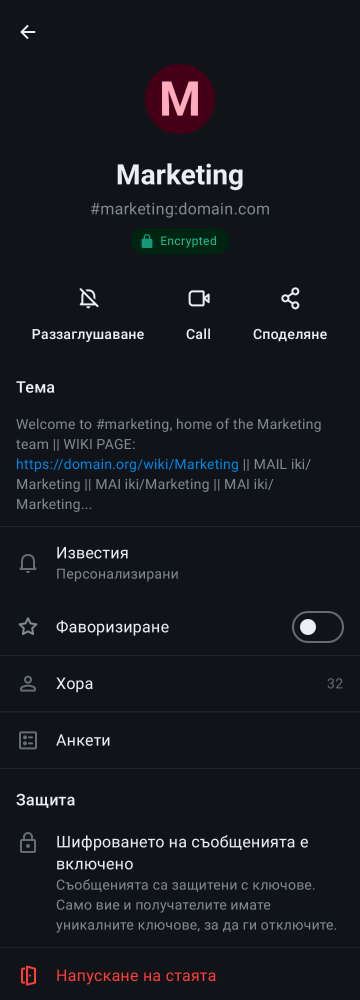 M
Marketing
#marketing:domain.com
Encrypted
Раззаглушаване
Call
Споделяне
Тема
Welcome to #marketing, home of the Marketing
team || WIKI PAGE:
https://domain.org/wiki/Marketing || MAIL iki/
Marketing || MAI iki/Marketing || MAI iki/
Marketing...
Известия
Персонализирани
Фаворизиране
Хора 32
Анкети
Защита
Шифроването на съобщенията е
включено
Съобщенията са защитени с ключове.
Само вие и получателите имате
уникалните ключове, за да ги отключите.
Напускане на стаята